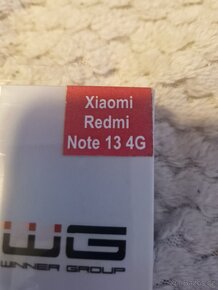 Xiaomi
Redmi
Note 13 4G
WG
WINNER GROUP